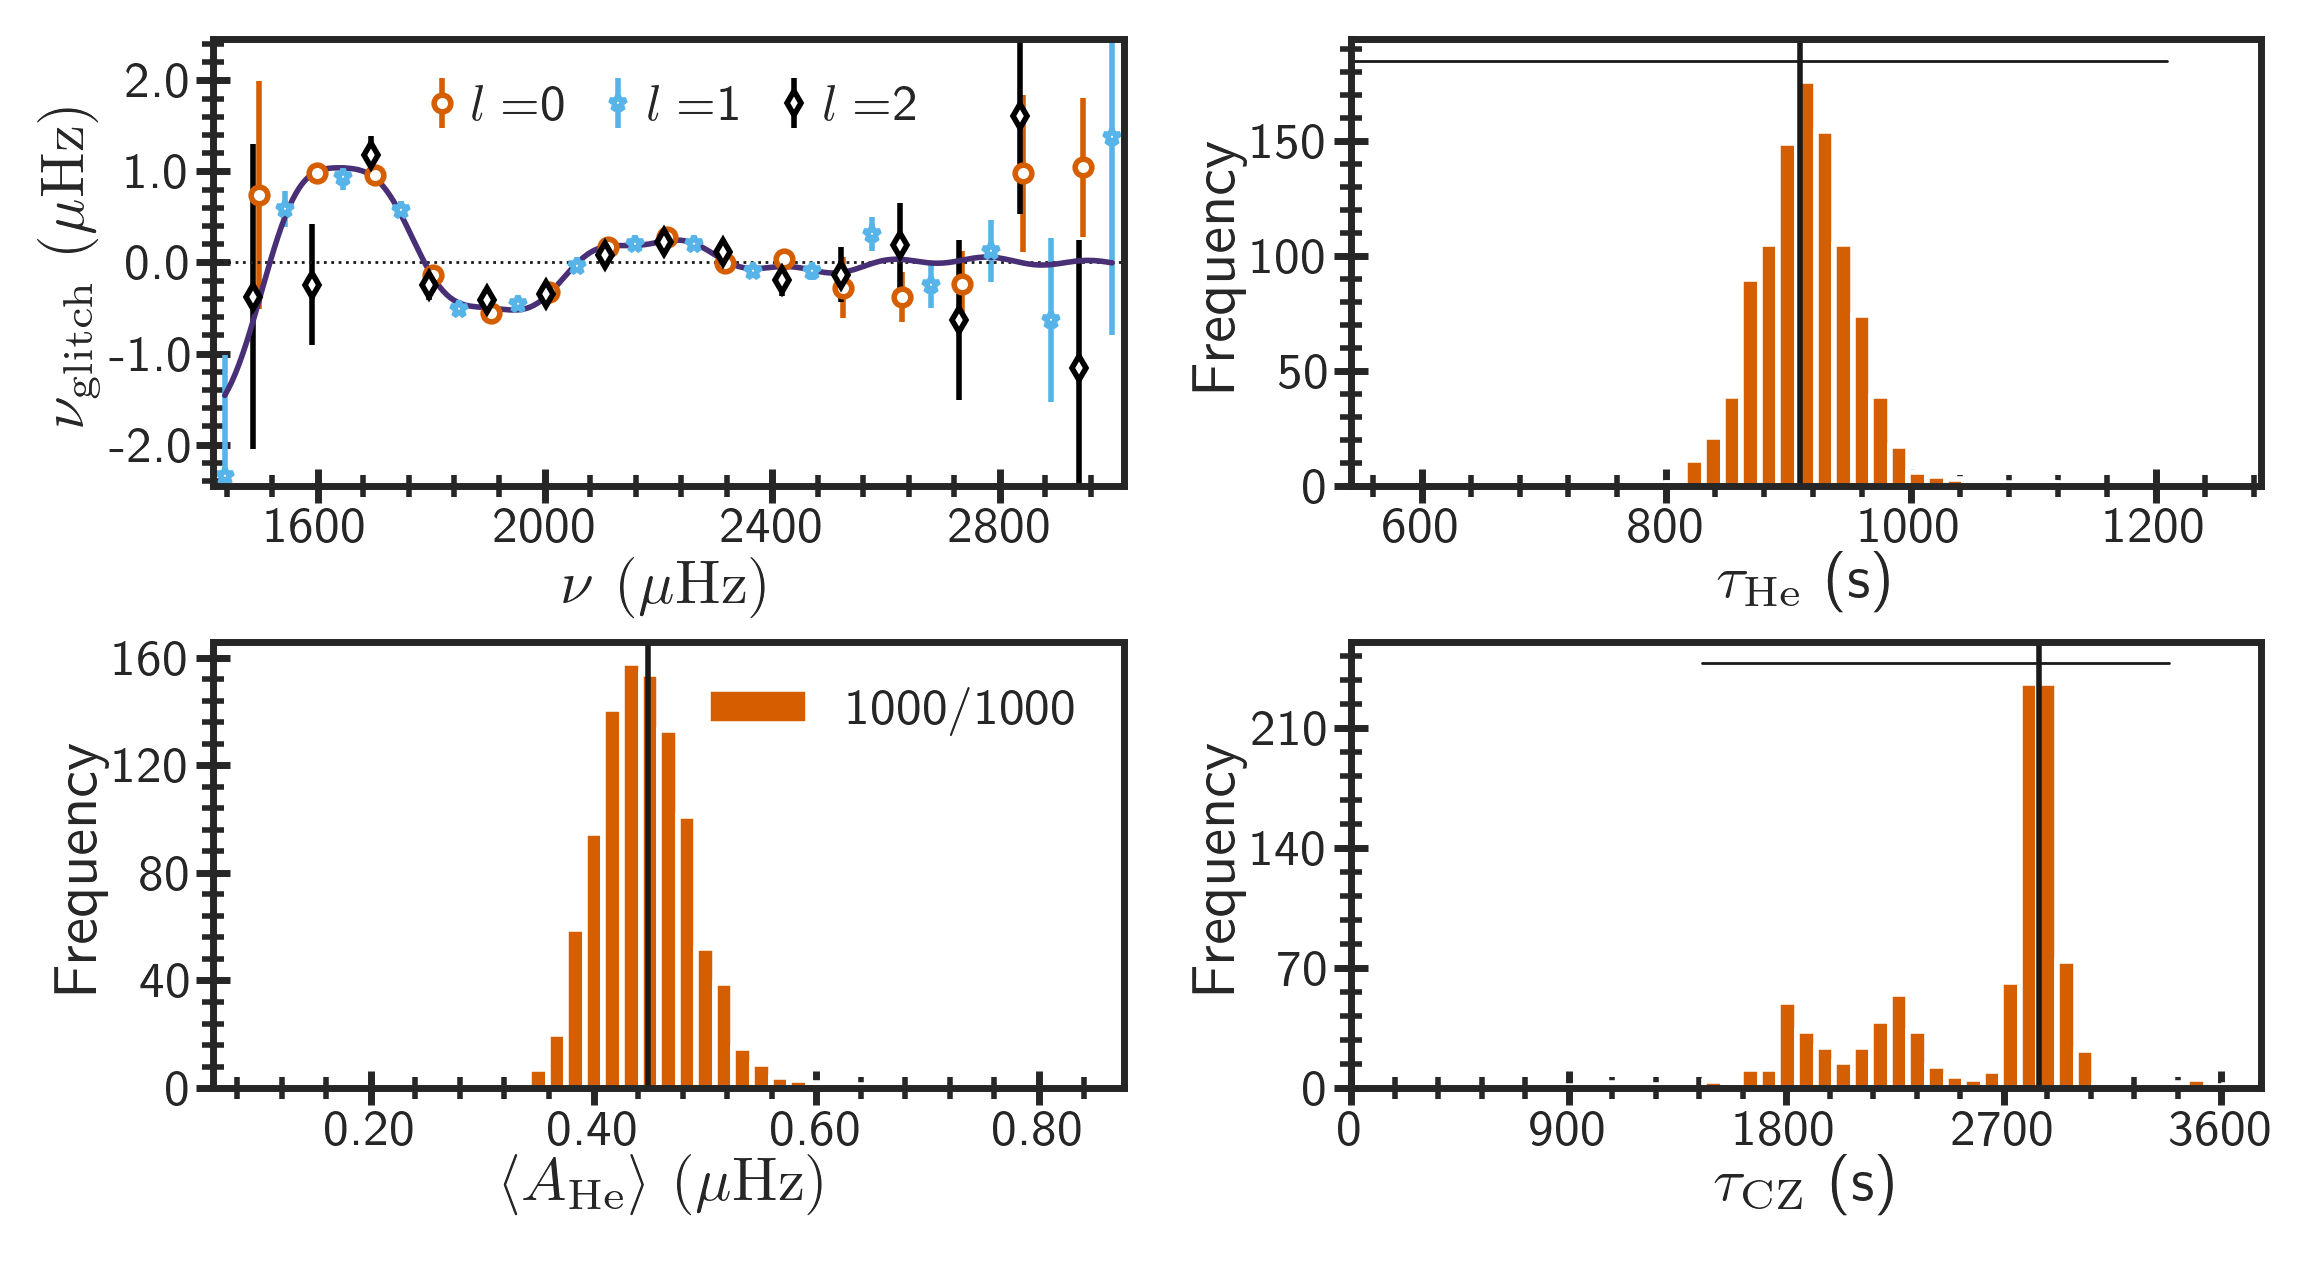 ν_glitch (μHz)
2.0
1.0
0.0
-1.0
-2.0
l =0 l =1 l =2
1600 2000 2400 2800
ν (μHz)
Frequency
150
100
50
0
600 800 1000 1200
τ_He (s)
Frequency
160
120
80
40
0
1000/1000
0.20 0.40 0.60 0.80
⟨A_He⟩ (μHz)
Frequency
210
140
70
0
0 900 1800 2700 3600
τ_CZ (s)